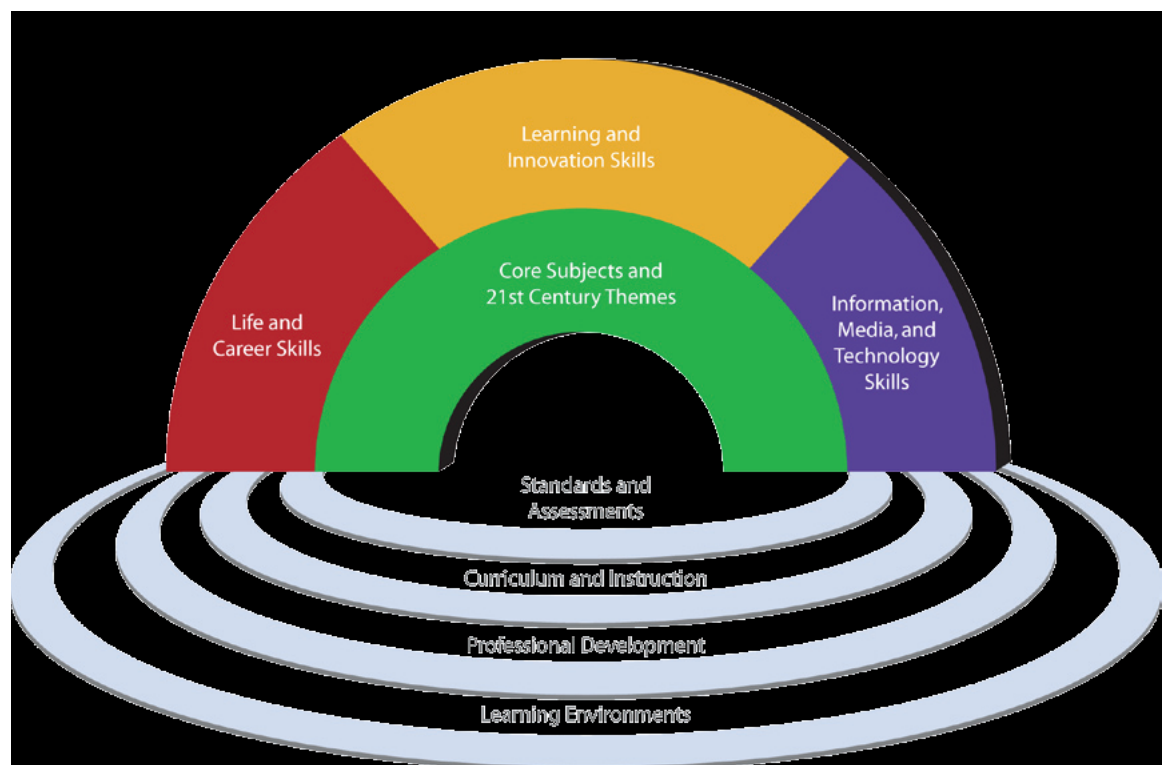 Learning and
Innovation Skills
Core Subjects and
21st Century Themes
Life and
Career Skills
Information,
Media, and
Technology
Skills
Standards and
Assessments
Curriculum and Instruction
Professional Development
Learning Environments